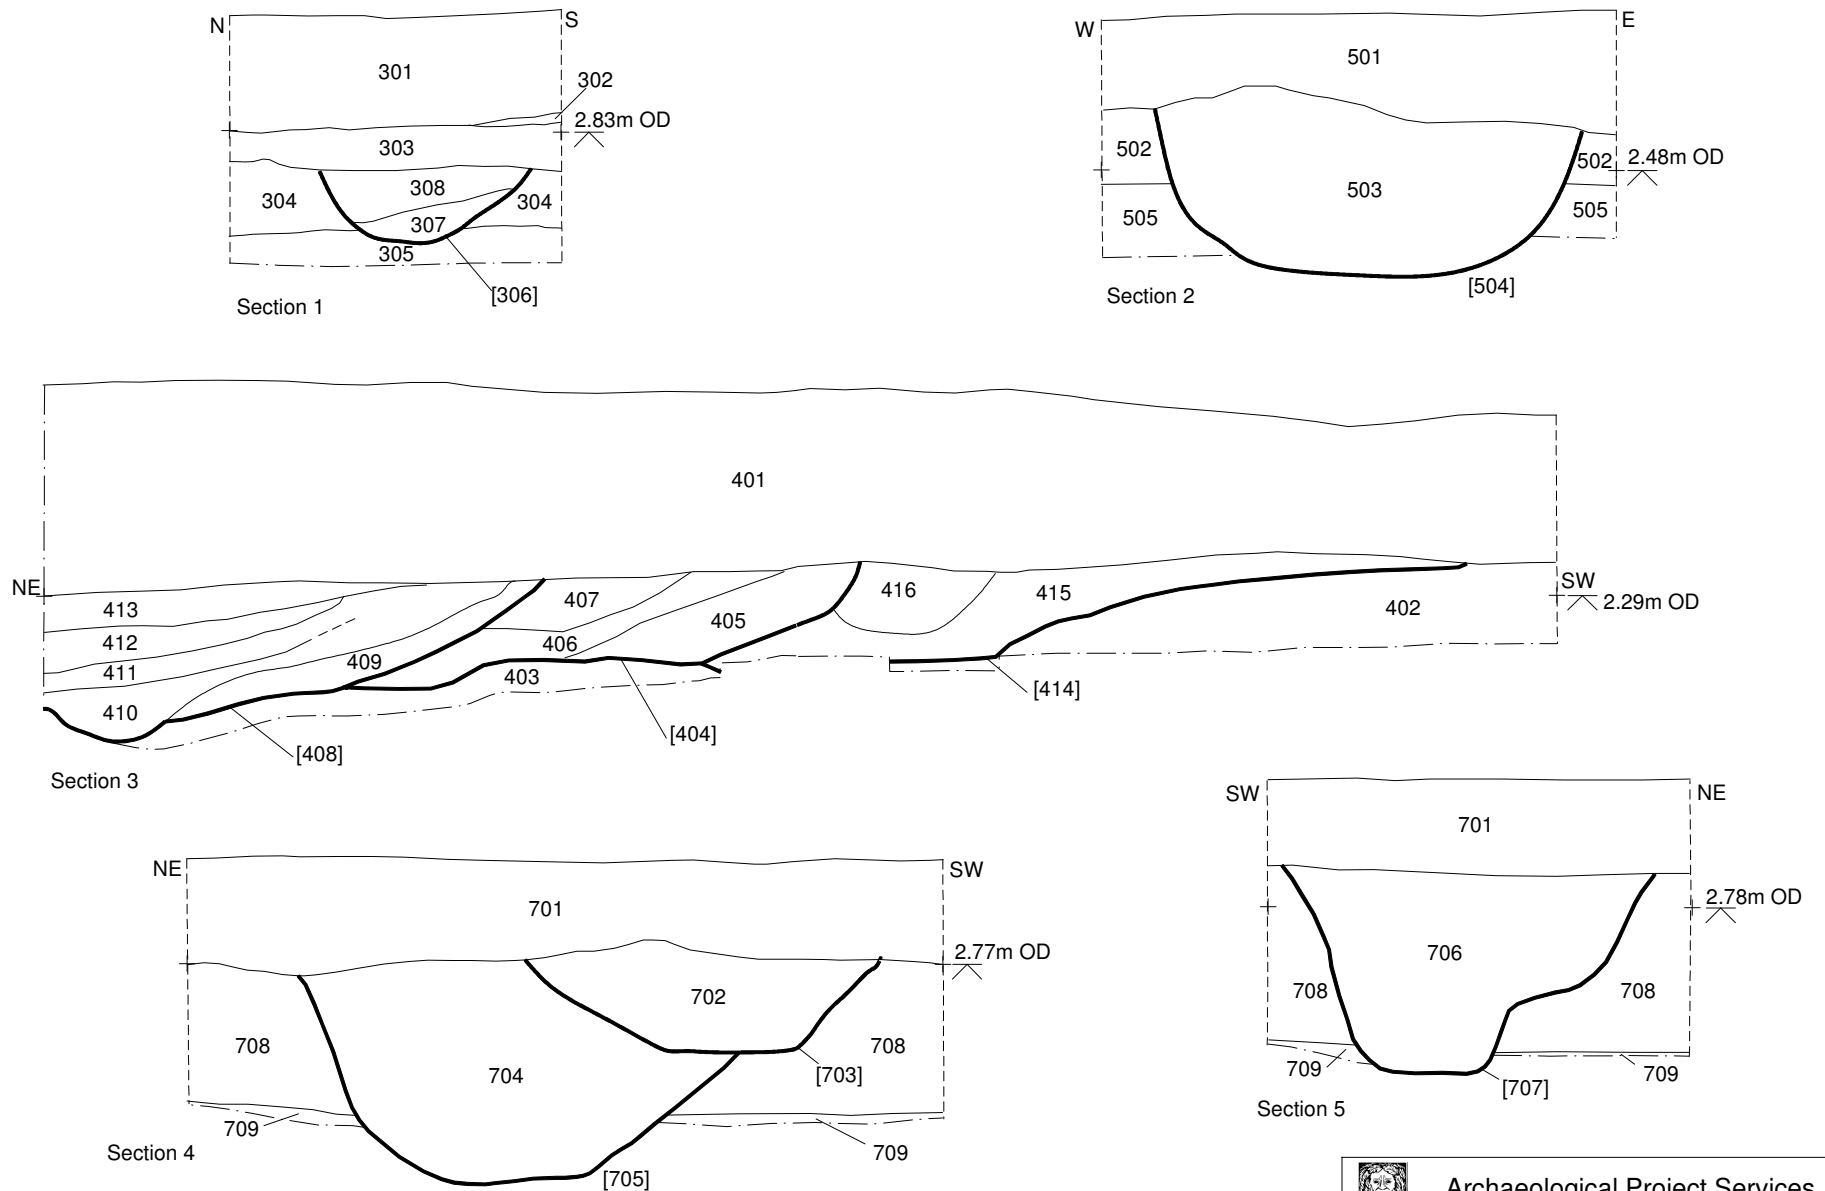 N
S
301
302
2.83m OD
303
308
304
304
307
305
[306]
Section 1
W
E
501
502
502
2.48m OD
503
505
505
[504]
Section 2
401
NE
SW
413
407
416
415
402
2.29m OD
412
406
405
411
409
403
410
[414]
[408]
[404]
Section 3
SW
NE
701
2.78m OD
706
708
708
709
709
[707]
Section 5
NE
SW
701
2.77m OD
702
708
708
704
[703]
709
709
Section 4
[705]
Archaeological Project Services